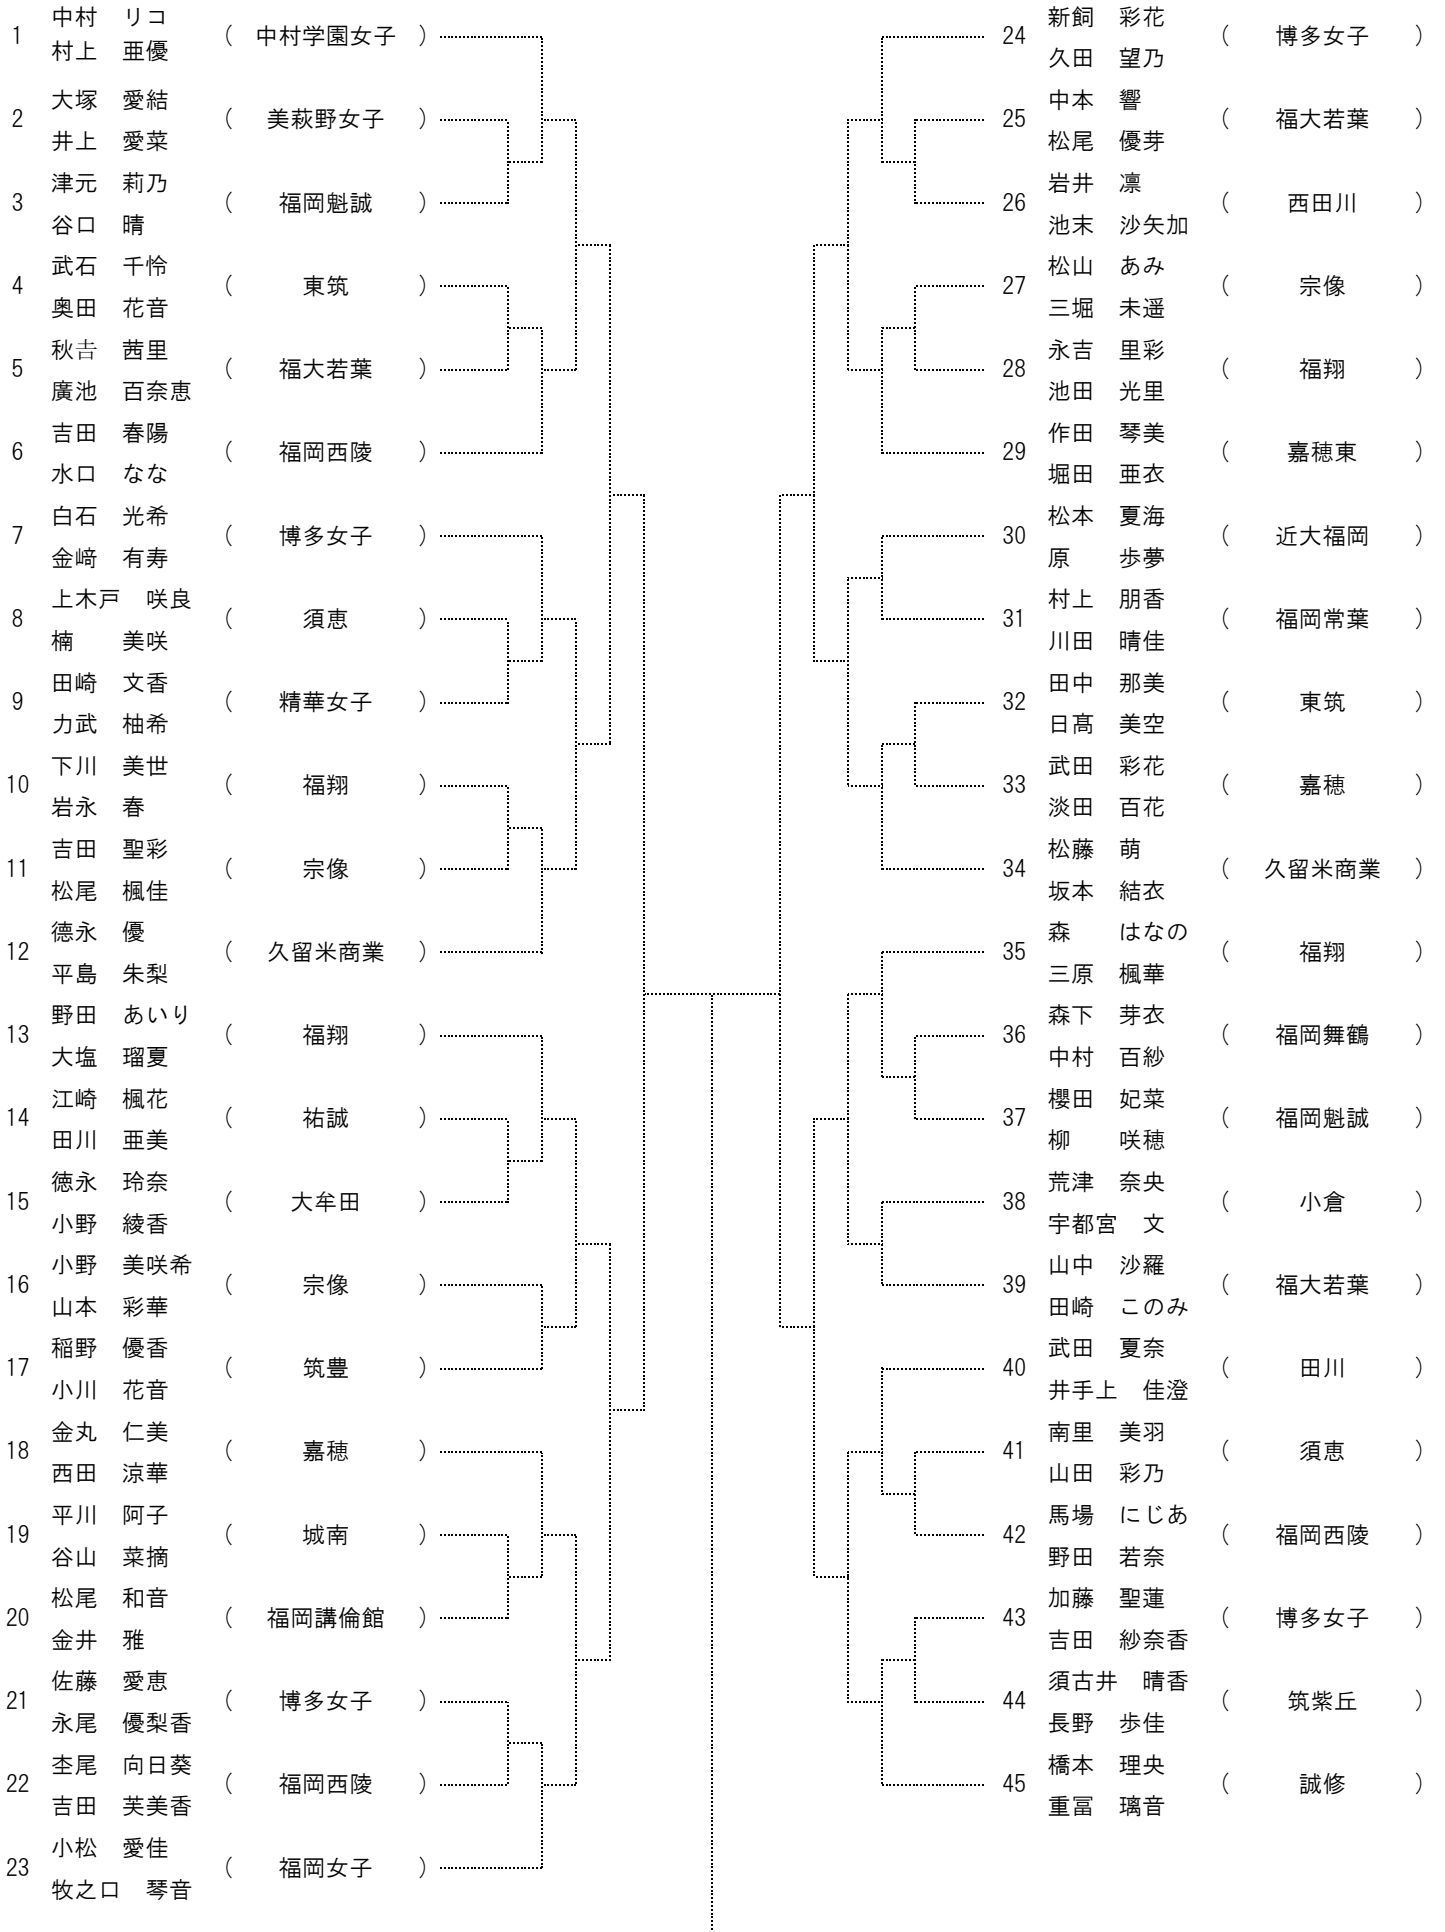 中村　リコ
1 （ 中村学園女子 ）
村上　亜優
大塚　愛結
2 （ 美萩野女子 ）
井上　愛菜
津元　莉乃
3 （ 福岡魁誠 ）
谷口　晴
武石　千怜
4 （ 東筑 ）
奥田　花音
秋吉　茜里
5 （ 福大若葉 ）
廣池　百奈恵
吉田　春陽
6 （ 福岡西陵 ）
水口　なな
白石　光希
7 （ 博多女子 ）
金﨑　有寿
上木戸　咲良
8 （ 須恵 ）
楠　　美咲
田崎　文香
9 （ 精華女子 ）
力武　柚希
下川　美世
10 （ 福翔 ）
岩永　春
吉田　聖彩
11 （ 宗像 ）
松尾　楓佳
德永　優
12 （ 久留米商業 ）
平島　朱梨
野田　あいり
13 （ 福翔 ）
大塩　瑠夏
江崎　楓花
14 （ 祐誠 ）
田川　亜美
徳永　玲奈
15 （ 大牟田 ）
小野　綾香
小野　美咲希
16 （ 宗像 ）
山本　彩華
稲野　優香
17 （ 筑豊 ）
小川　花音
金丸　仁美
18 （ 嘉穂 ）
西田　涼華
平川　阿子
19 （ 城南 ）
谷山　菜摘
松尾　和音
20 （ 福岡講倫館 ）
金井　雅
佐藤　愛恵
21 （ 博多女子 ）
永尾　優梨香
杢尾　向日葵
22 （ 福岡西陵 ）
吉田　芙美香
小松　愛佳
23 （ 福岡女子 ）
牧之口　琴音
新飼　彩花
24 （ 博多女子 ）
久田　望乃
中本　響
25 （ 福大若葉 ）
松尾　優芽
岩井　凛
26 （ 西田川 ）
池末　沙矢加
松山　あみ
27 （ 宗像 ）
三堀　未遥
永吉　里彩
28 （ 福翔 ）
池田　光里
作田　琴美
29 （ 嘉穂東 ）
堀田　亜衣
松本　夏海
30 （ 近大福岡 ）
原　　歩夢
村上　朋香
31 （ 福岡常葉 ）
川田　晴佳
田中　那美
32 （ 東筑 ）
日髙　美空
武田　彩花
33 （ 嘉穂 ）
淡田　百花
松藤　萌
34 （ 久留米商業 ）
坂本　結衣
森　　はなの
35 （ 福翔 ）
三原　楓華
森下　芽衣
36 （ 福岡舞鶴 ）
中村　百紗
櫻田　妃菜
37 （ 福岡魁誠 ）
柳　　咲穂
荒津　奈央
38 （ 小倉 ）
宇都宮　文
山中　沙羅
39 （ 福大若葉 ）
田崎　このみ
武田　夏奈
40 （ 田川 ）
井手上　佳澄
南里　美羽
41 （ 須恵 ）
山田　彩乃
馬場　にじあ
42 （ 福岡西陵 ）
野田　若奈
加藤　聖蓮
43 （ 博多女子 ）
吉田　紗奈香
須古井　晴香
44 （ 筑紫丘 ）
長野　歩佳
橋本　理央
45 （ 誠修 ）
重冨　璃音